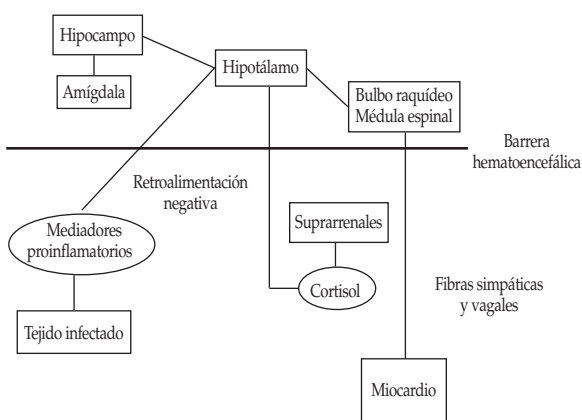 Hipocampo
Amígdala
Hipotálamo
Bulbo raquídeo
Médula espinal
Barrera
hematoencefálica
Retroalimentación
negativa
Mediadores
proinflamatorios
Suprarrenales
Cortisol
Fibras simpáticas
y vagales
Tejido infectado
Miocardio